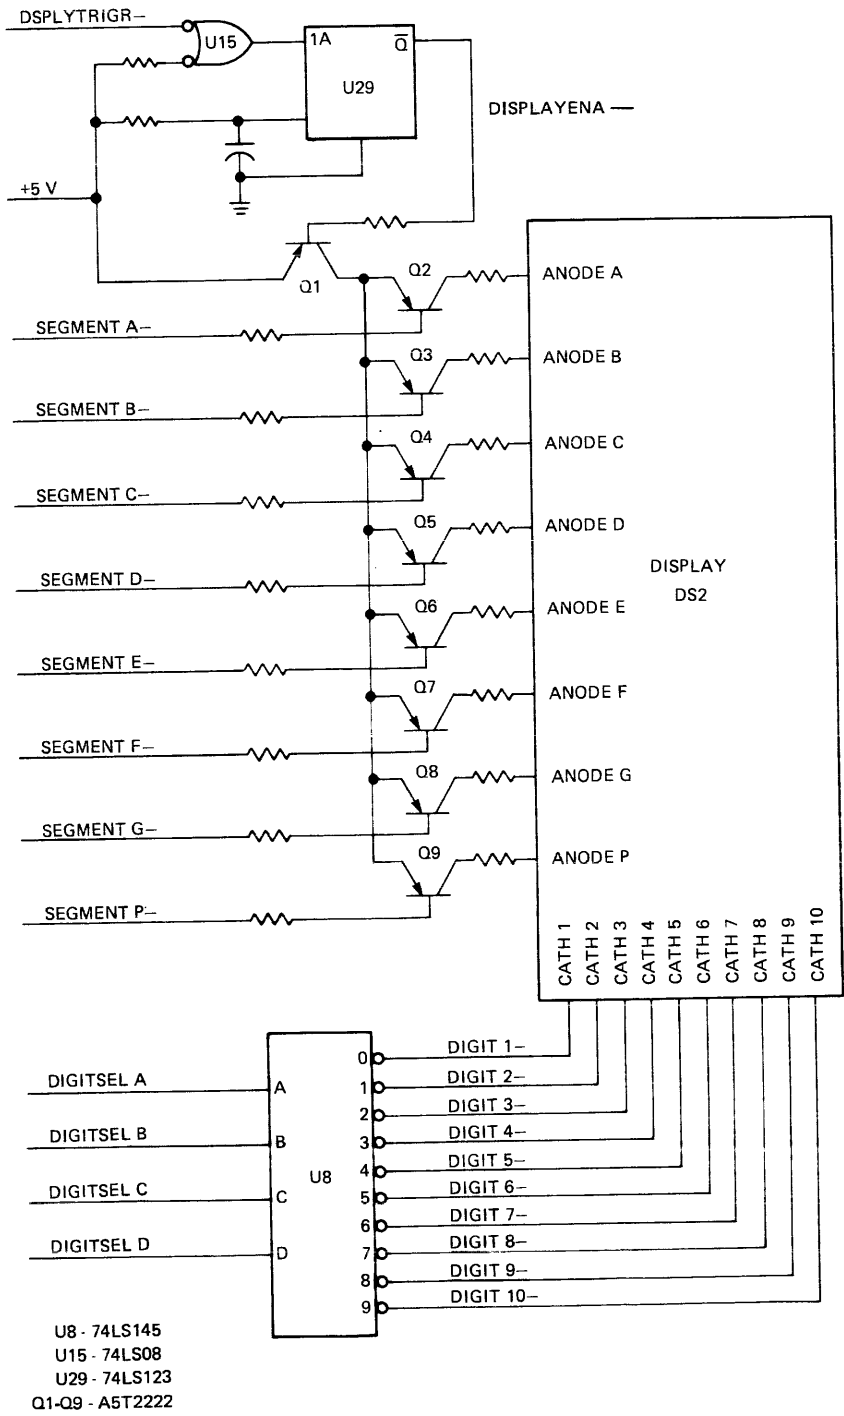 DSPLYTRIGR–
U15
1A
Q̅
U29
DISPLAYENA —
+5 V
Q1
Q2
ANODE A
SEGMENT A–
Q3
ANODE B
SEGMENT B–
Q4
ANODE C
SEGMENT C–
Q5
ANODE D
SEGMENT D–
DISPLAY
DS2
Q6
ANODE E
SEGMENT E–
Q7
ANODE F
SEGMENT F–
Q8
ANODE G
SEGMENT G–
Q9
ANODE P
SEGMENT P–
CATH 1
CATH 2
CATH 3
CATH 4
CATH 5
CATH 6
CATH 7
CATH 8
CATH 9
CATH 10
0
DIGIT 1–
DIGITSEL A
A
1
DIGIT 2–
2
DIGIT 3–
DIGITSEL B
B
3
DIGIT 4–
U8
4
DIGIT 5–
DIGITSEL C
C
5
DIGIT 6–
6
DIGIT 7–
DIGITSEL D
D
7
DIGIT 8–
8
DIGIT 9–
9
DIGIT 10–
U8 - 74LS145
U15 - 74LS08
U29 - 74LS123
Q1-Q9 - A5T2222